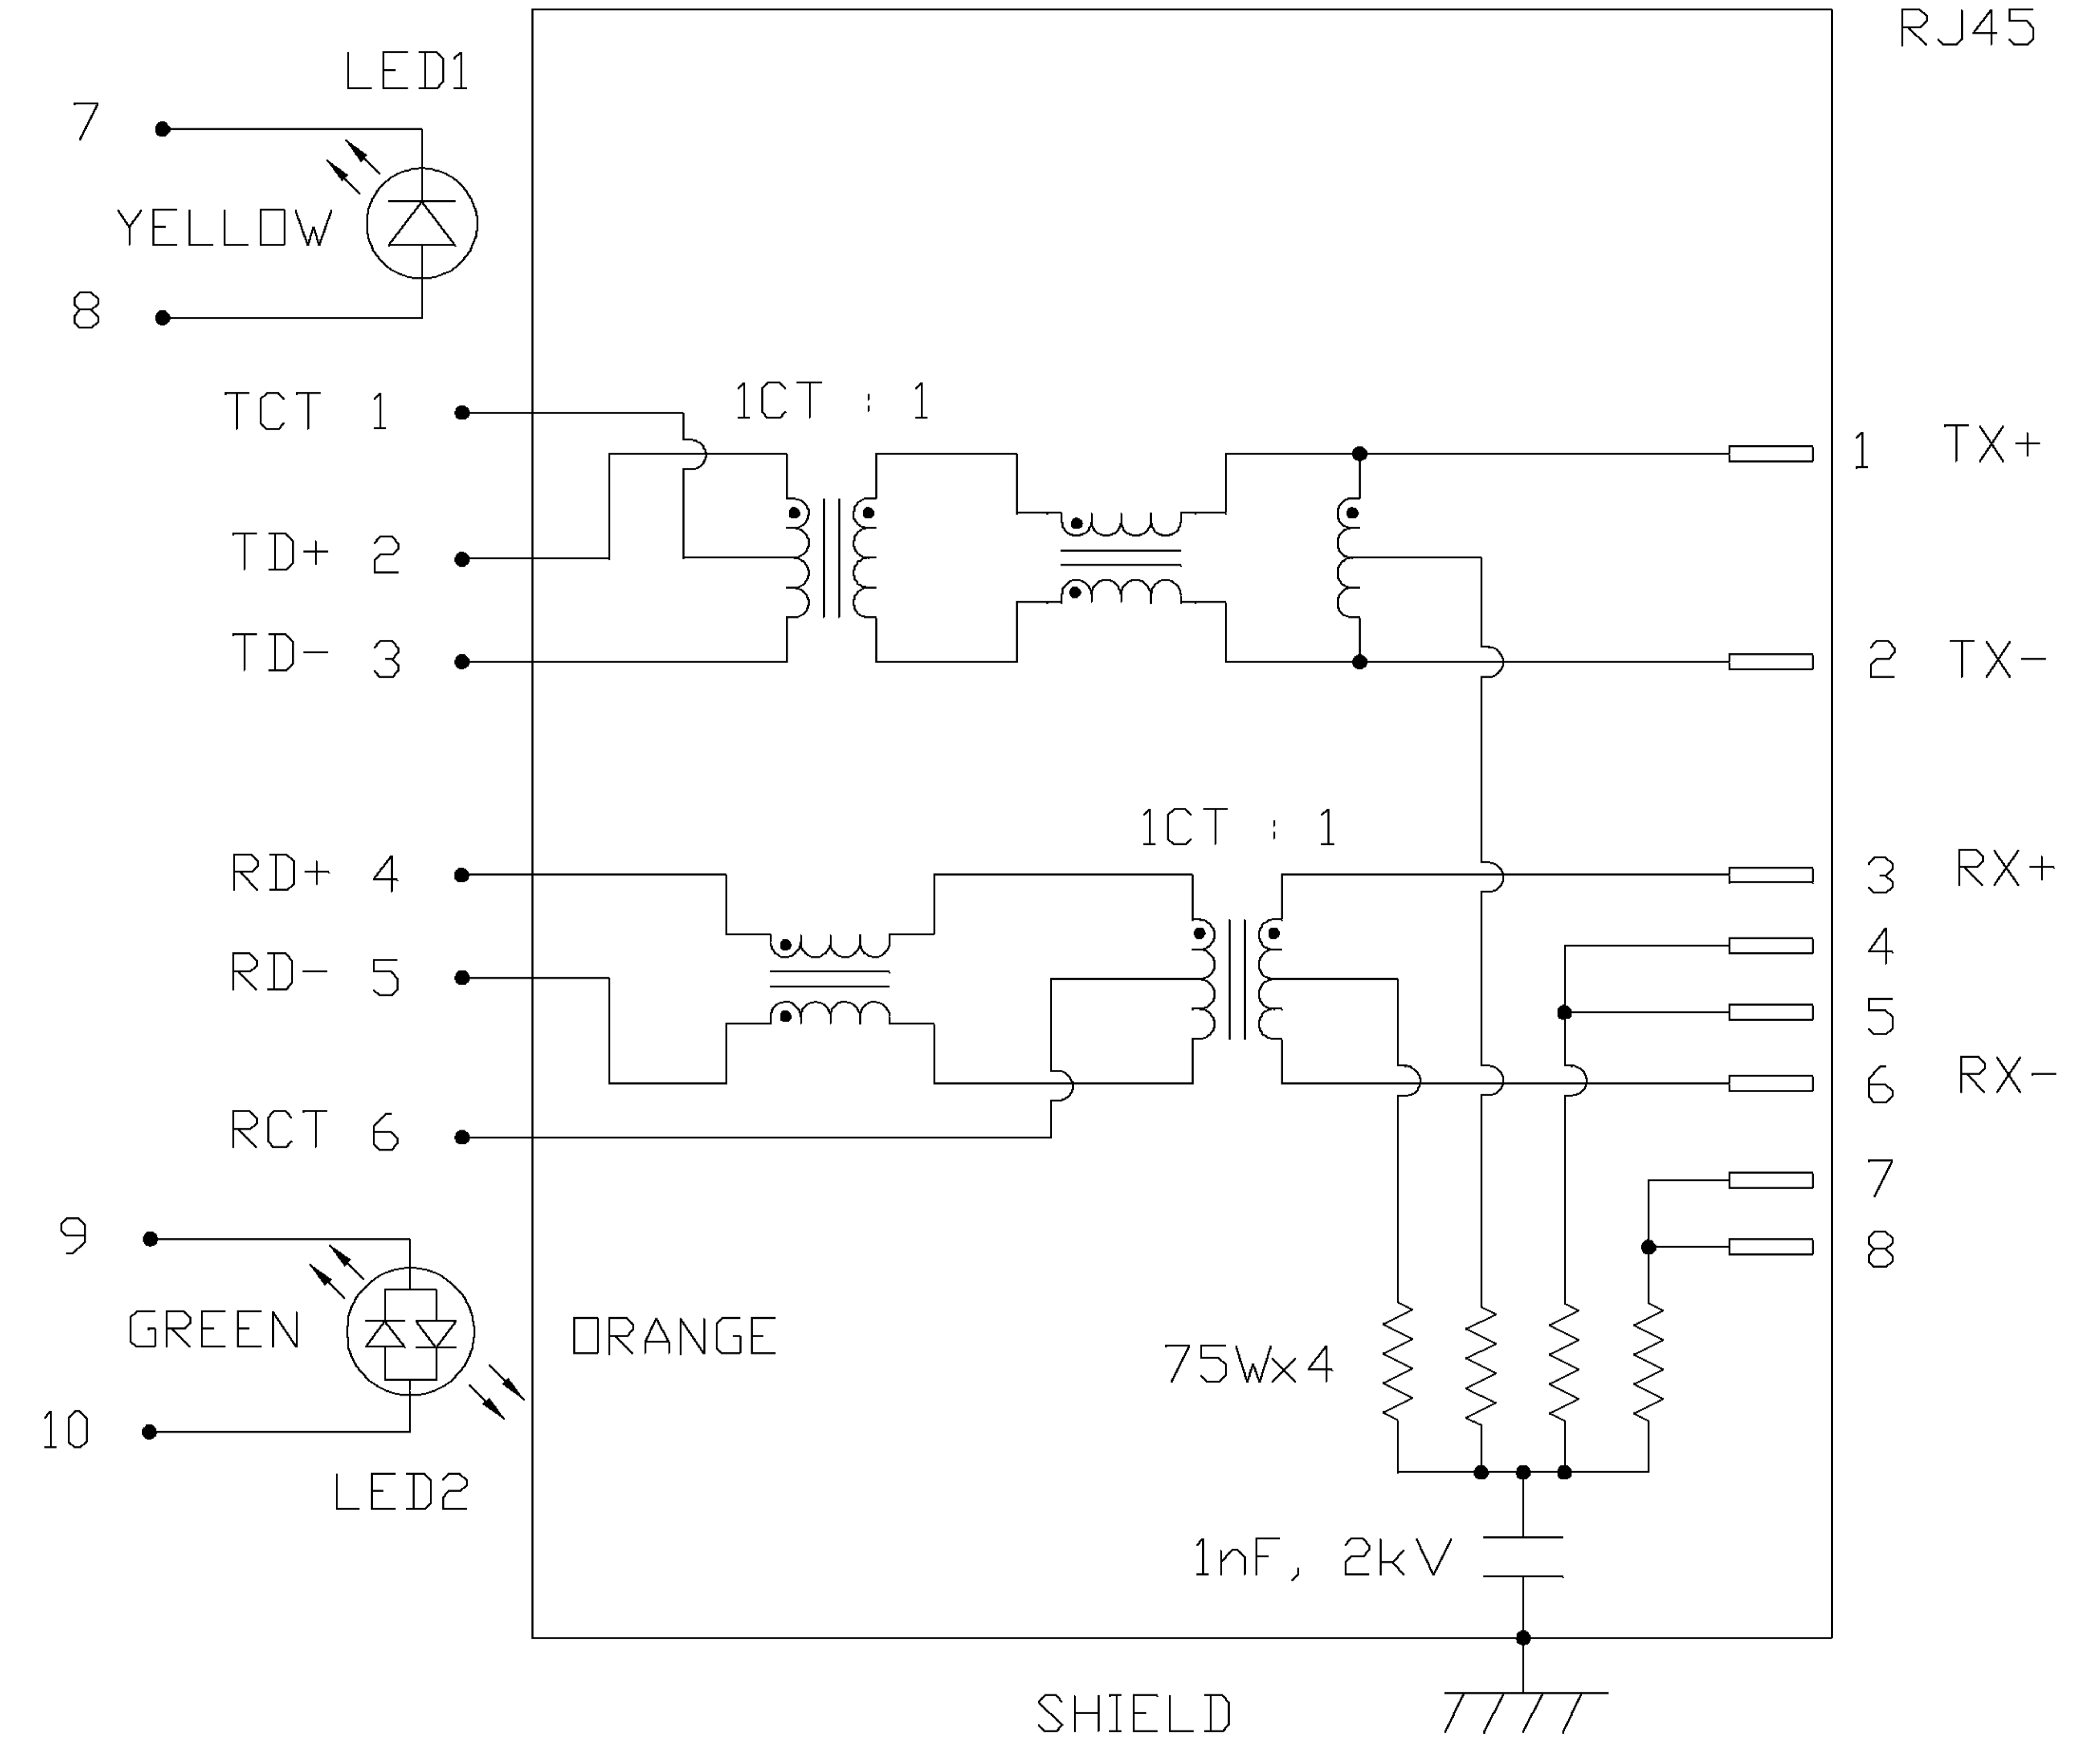 RJ45
LED1
7
YELLOW
8
TCT 1
1CT : 1
1 TX+
TD+ 2
TD- 3
2 TX-
1CT : 1
RD+ 4
3 RX+
4
RD- 5
5
6 RX-
RCT 6
7
9
8
GREEN
ORANGE
75Wx4
10
LED2
1nF, 2kV
SHIELD